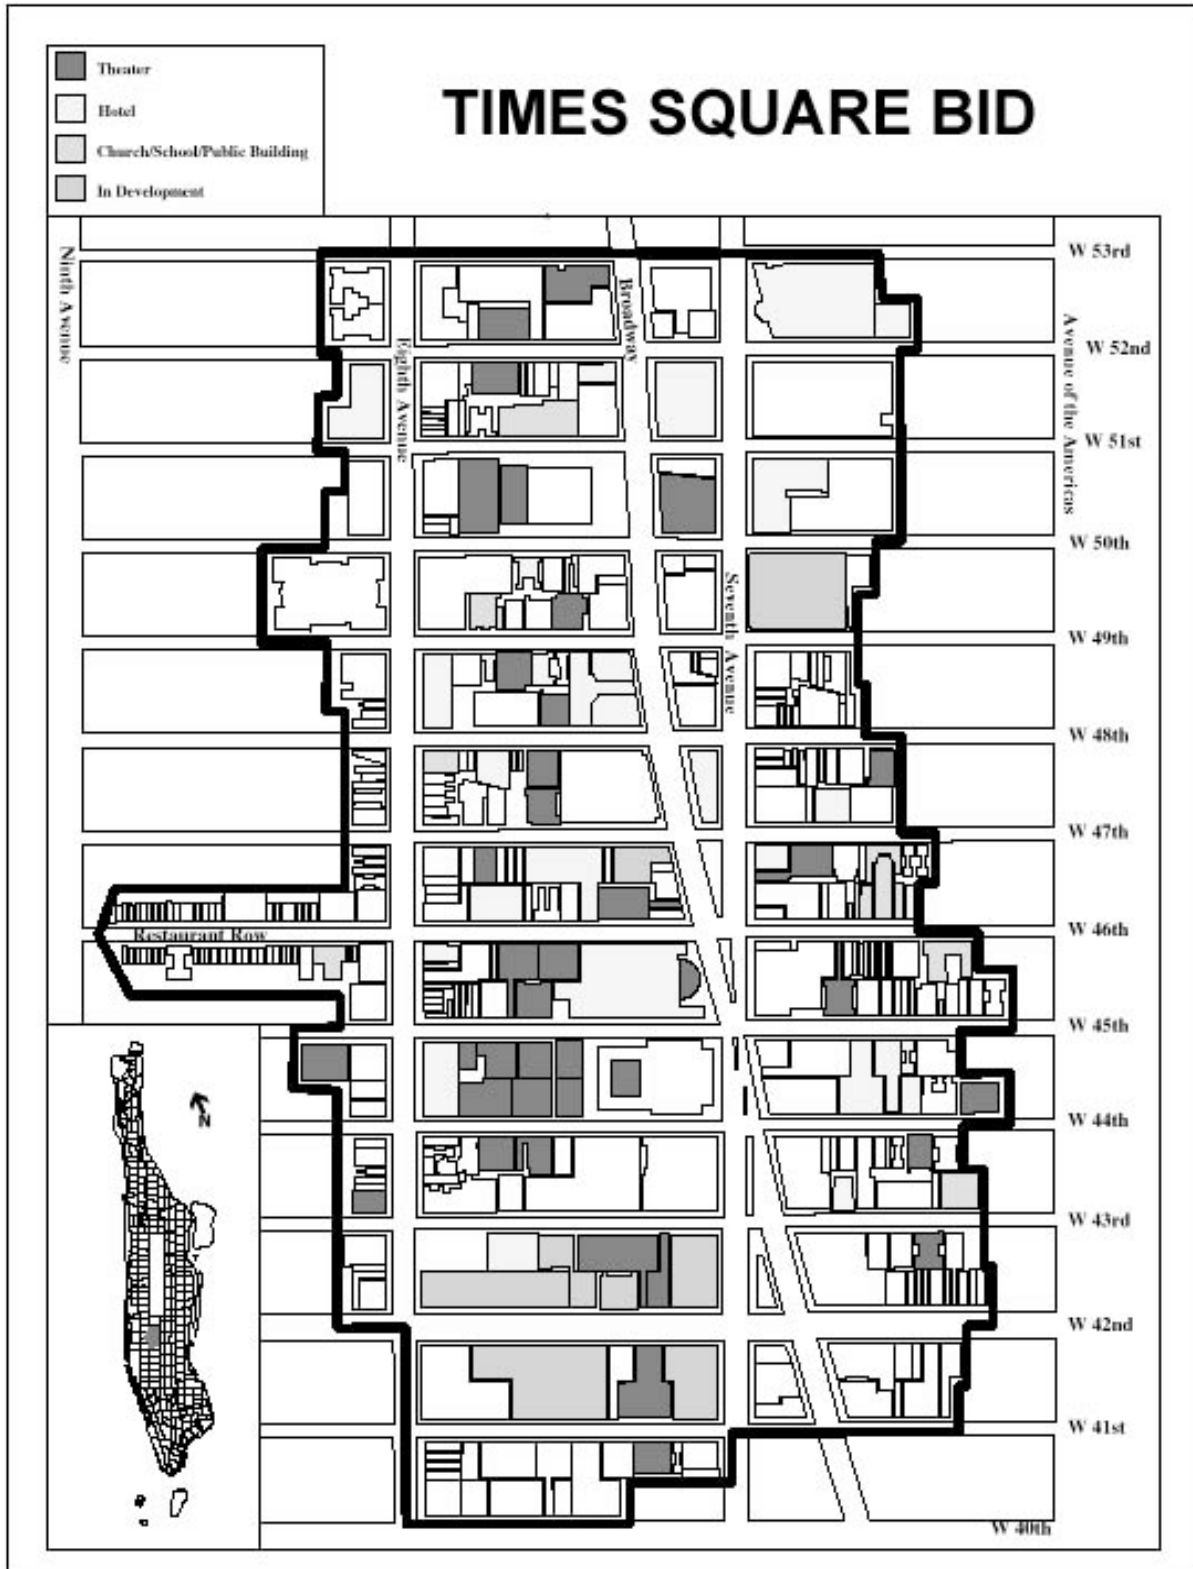 Theater
Hotel
Church/School/Public Building
In Development
TIMES SQUARE BID
Ninth Avenue
Eighth Avenue
Broadway
Seventh Avenue
Avenue of the Americas
W 53rd
W 52nd
W 51st
W 50th
W 49th
W 48th
W 47th
W 46th
Restaurant Row
W 45th
W 44th
W 43rd
W 42nd
W 41st
W 40th
N